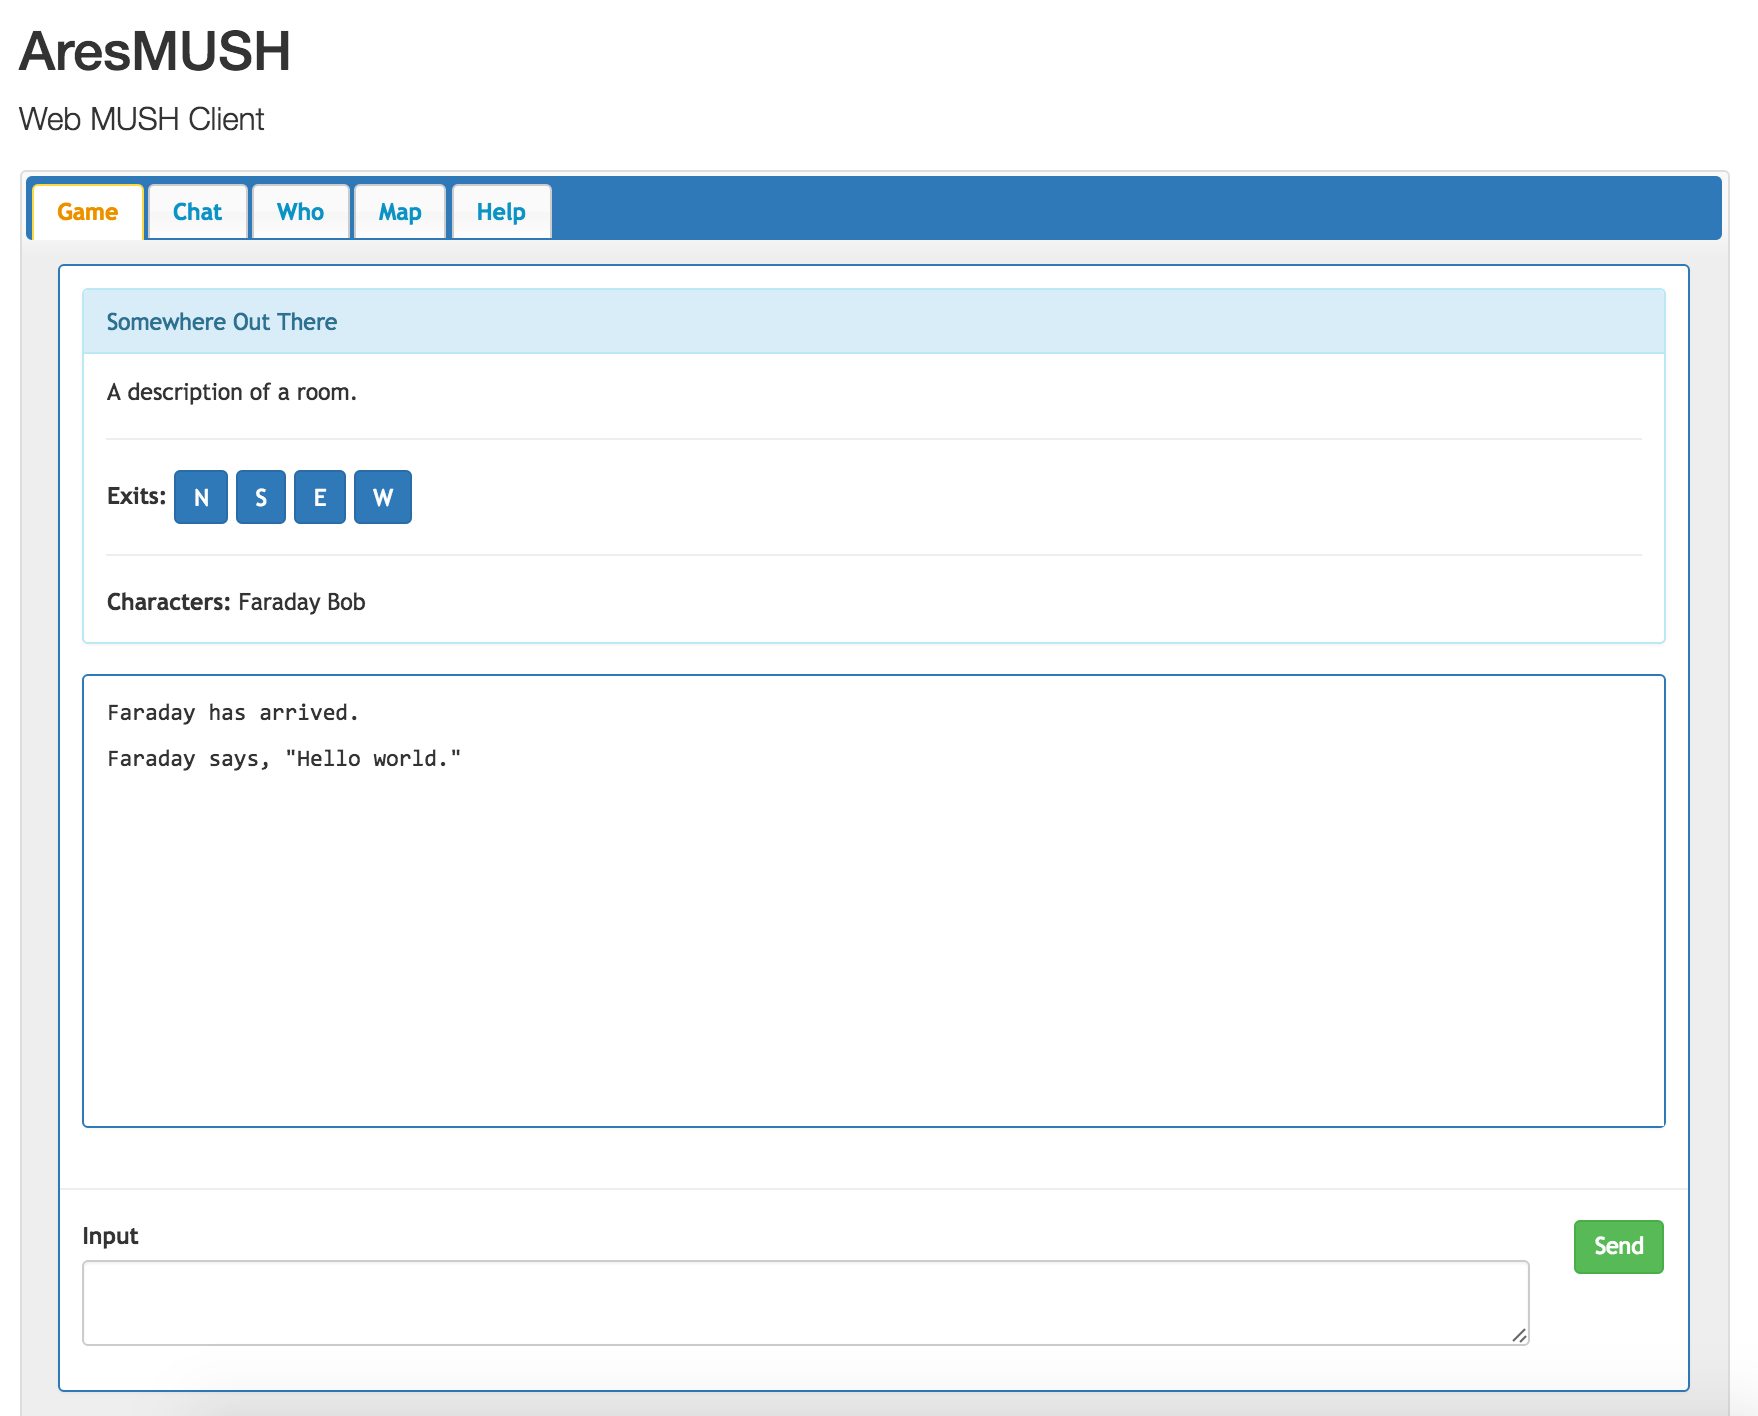 AresMUSH
Web MUSH Client
Game Chat Who Map Help
Somewhere Out There
A description of a room.
Exits: N S E W
Characters: Faraday Bob
Faraday has arrived.
Faraday says, "Hello world."
Input
Send